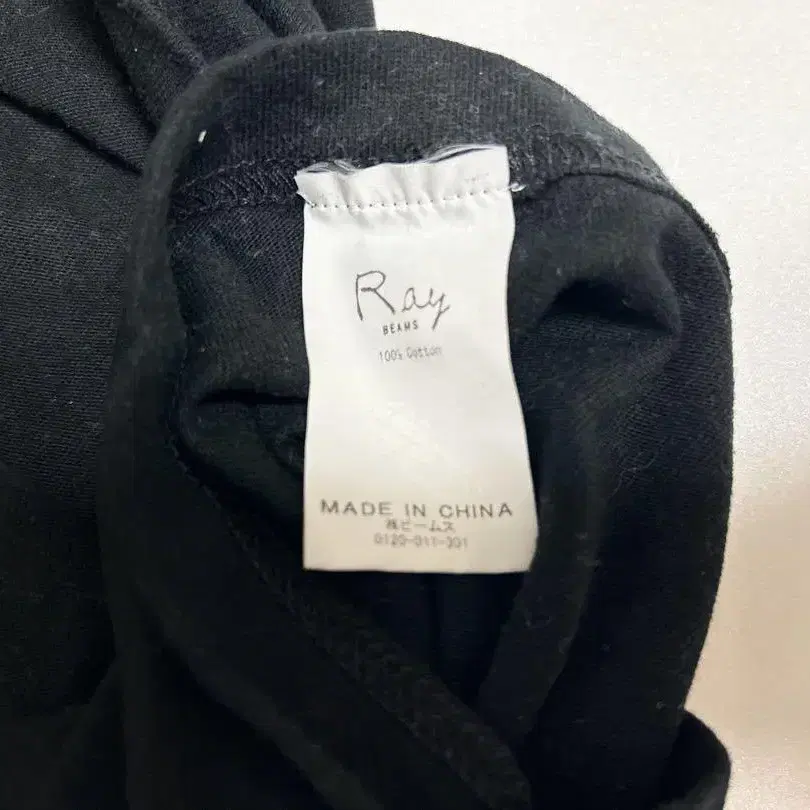 Ray
BEAMS
100% Cotton
MADE IN CHINA
㈱ビームス
0120-011-301